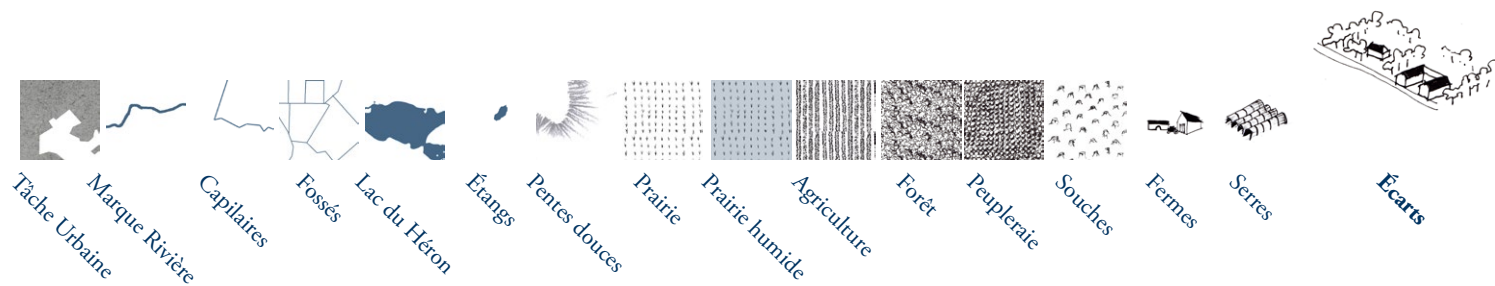 Tâche Urbaine
Marque Rivière
Capilaires
Fossés
Lac du Héron
Étangs
Pentes douces
Prairie
Prairie humide
Agriculture
Forêt
Peupleraie
Souches
Fermes
Serres
Écarts